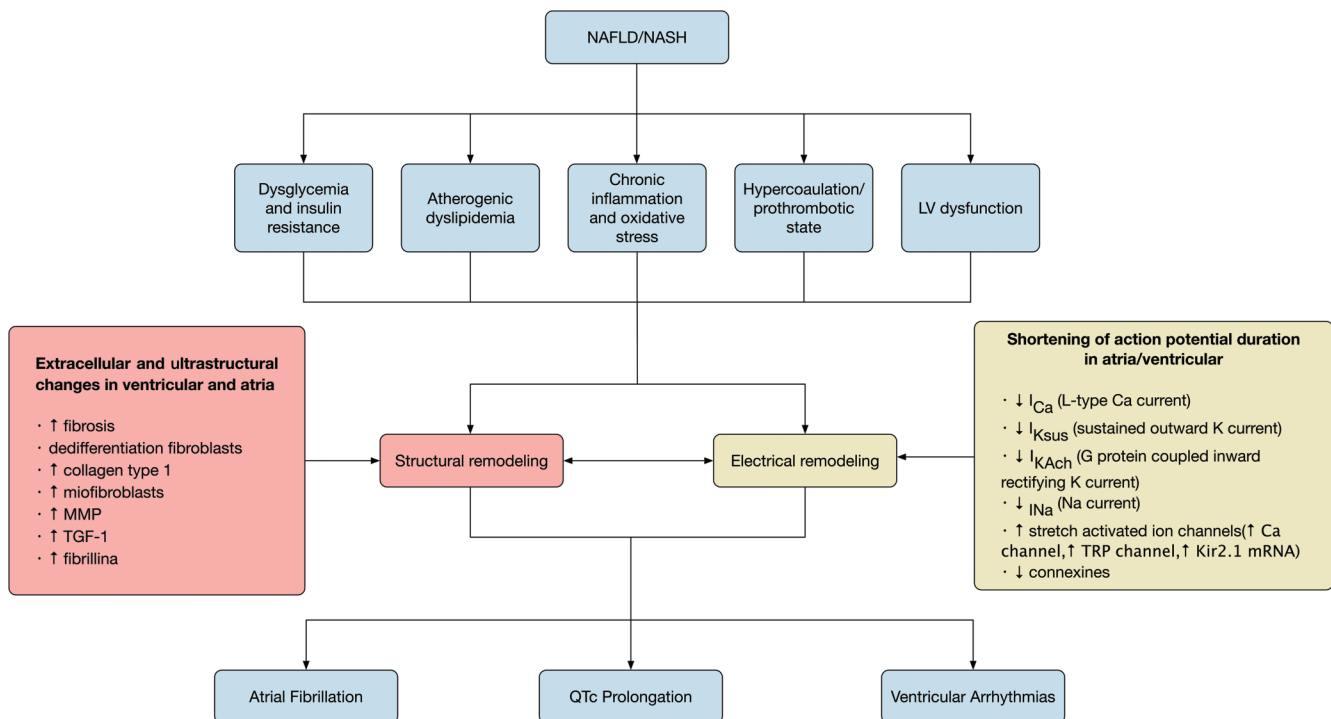 NAFLD/NASH
Dysglycemia
and insulin
resistance
Atherogenic
dyslipidemia
Chronic
inflammation
and oxidative
stress
Hypercoaulation/
prothrombotic
state
LV dysfunction
Extracellular and ultrastructural
changes in ventricular and atria
· ↑ fibrosis
· dedifferentiation fibroblasts
· ↑ collagen type 1
· ↑ miofibroblasts
· ↑ MMP
· ↑ TGF-1
· ↑ fibrillina
Structural remodeling
Electrical remodeling
Shortening of action potential duration
in atria/ventricular
· ↓ ICa (L-type Ca current)
· ↓ IKsus (sustained outward K current)
· ↓ IKAch (G protein coupled inward
rectifying K current)
· ↓ INa (Na current)
· ↑ stretch activated ion channels(↑ Ca
channel,↑ TRP channel,↑ Kir2.1 mRNA)
· ↓ connexines
Atrial Fibrillation
QTc Prolongation
Ventricular Arrhythmias